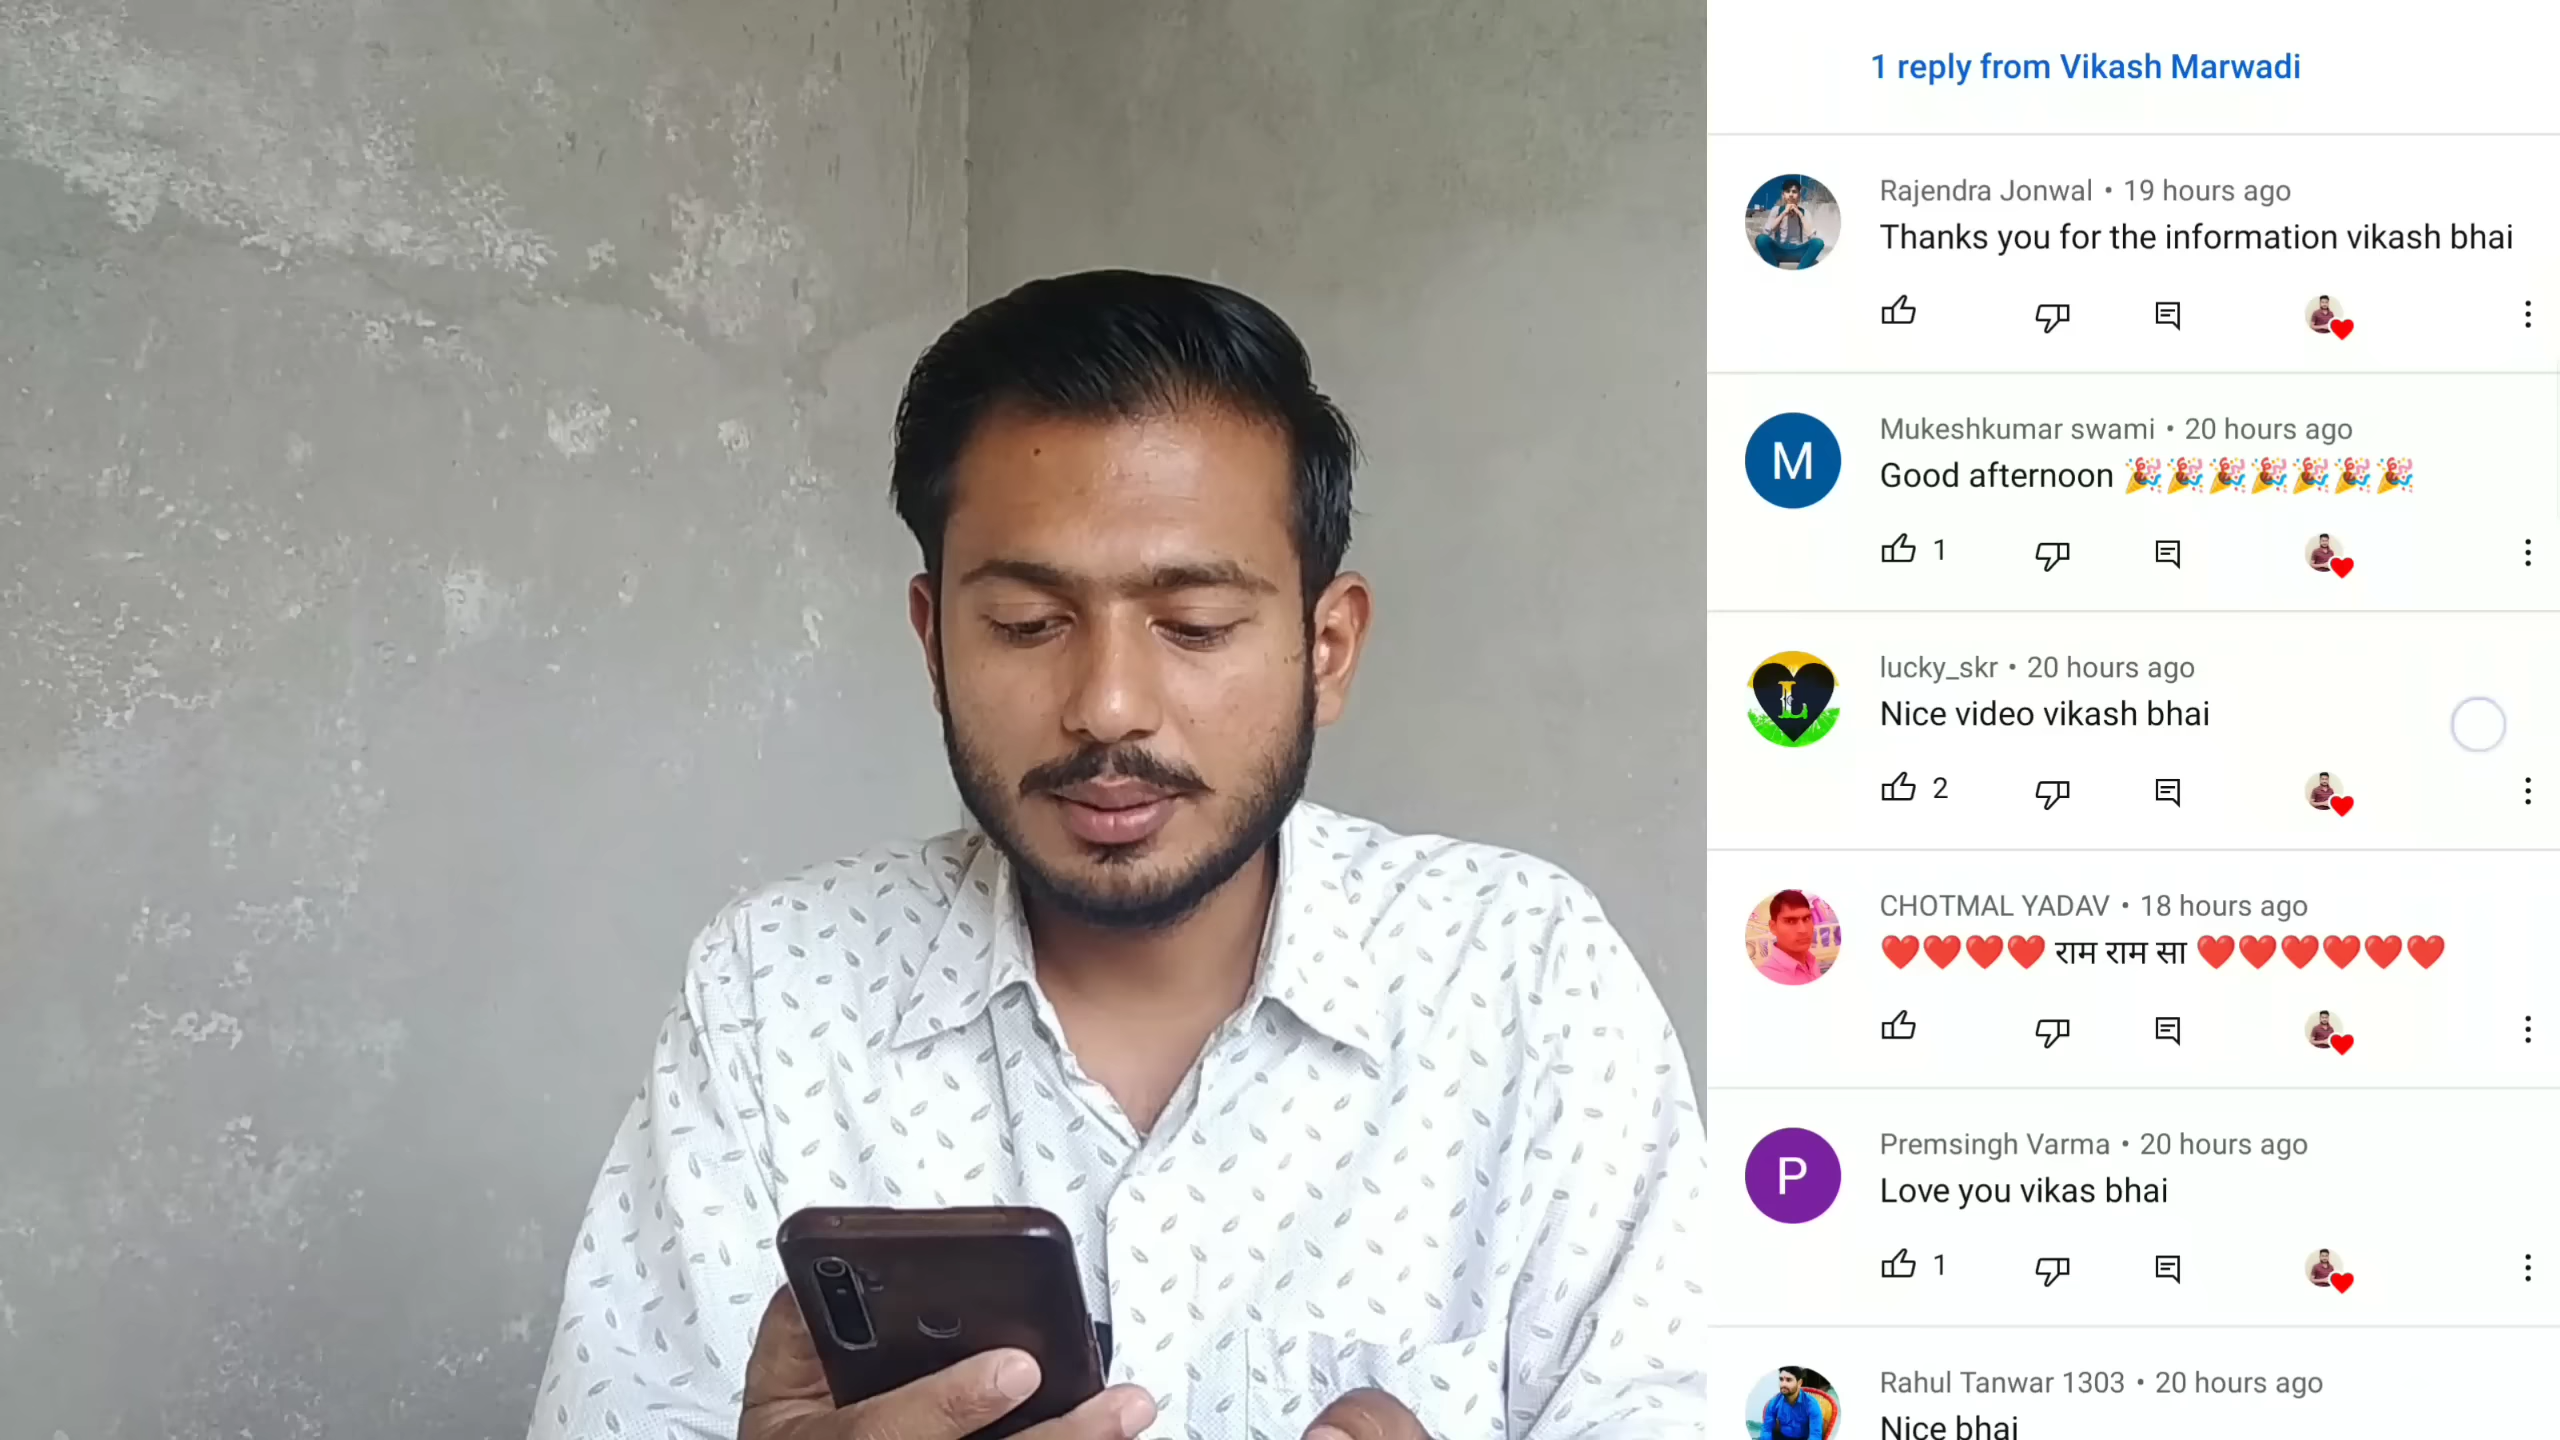 1 reply from Vikash Marwadi
Rajendra Jonwal • 19 hours ago
Thanks you for the information vikash bhai
M
Mukeshkumar swami • 20 hours ago
Good afternoon 🎉🎉🎉🎉🎉🎉🎉
1
L
lucky_skr • 20 hours ago
Nice video vikash bhai
2
CHOTMAL YADAV • 18 hours ago
❤️❤️❤️❤️ राम राम सा ❤️❤️❤️❤️❤️❤️
P
Premsingh Varma • 20 hours ago
Love you vikas bhai
1
Rahul Tanwar 1303 • 20 hours ago
Nice bhai